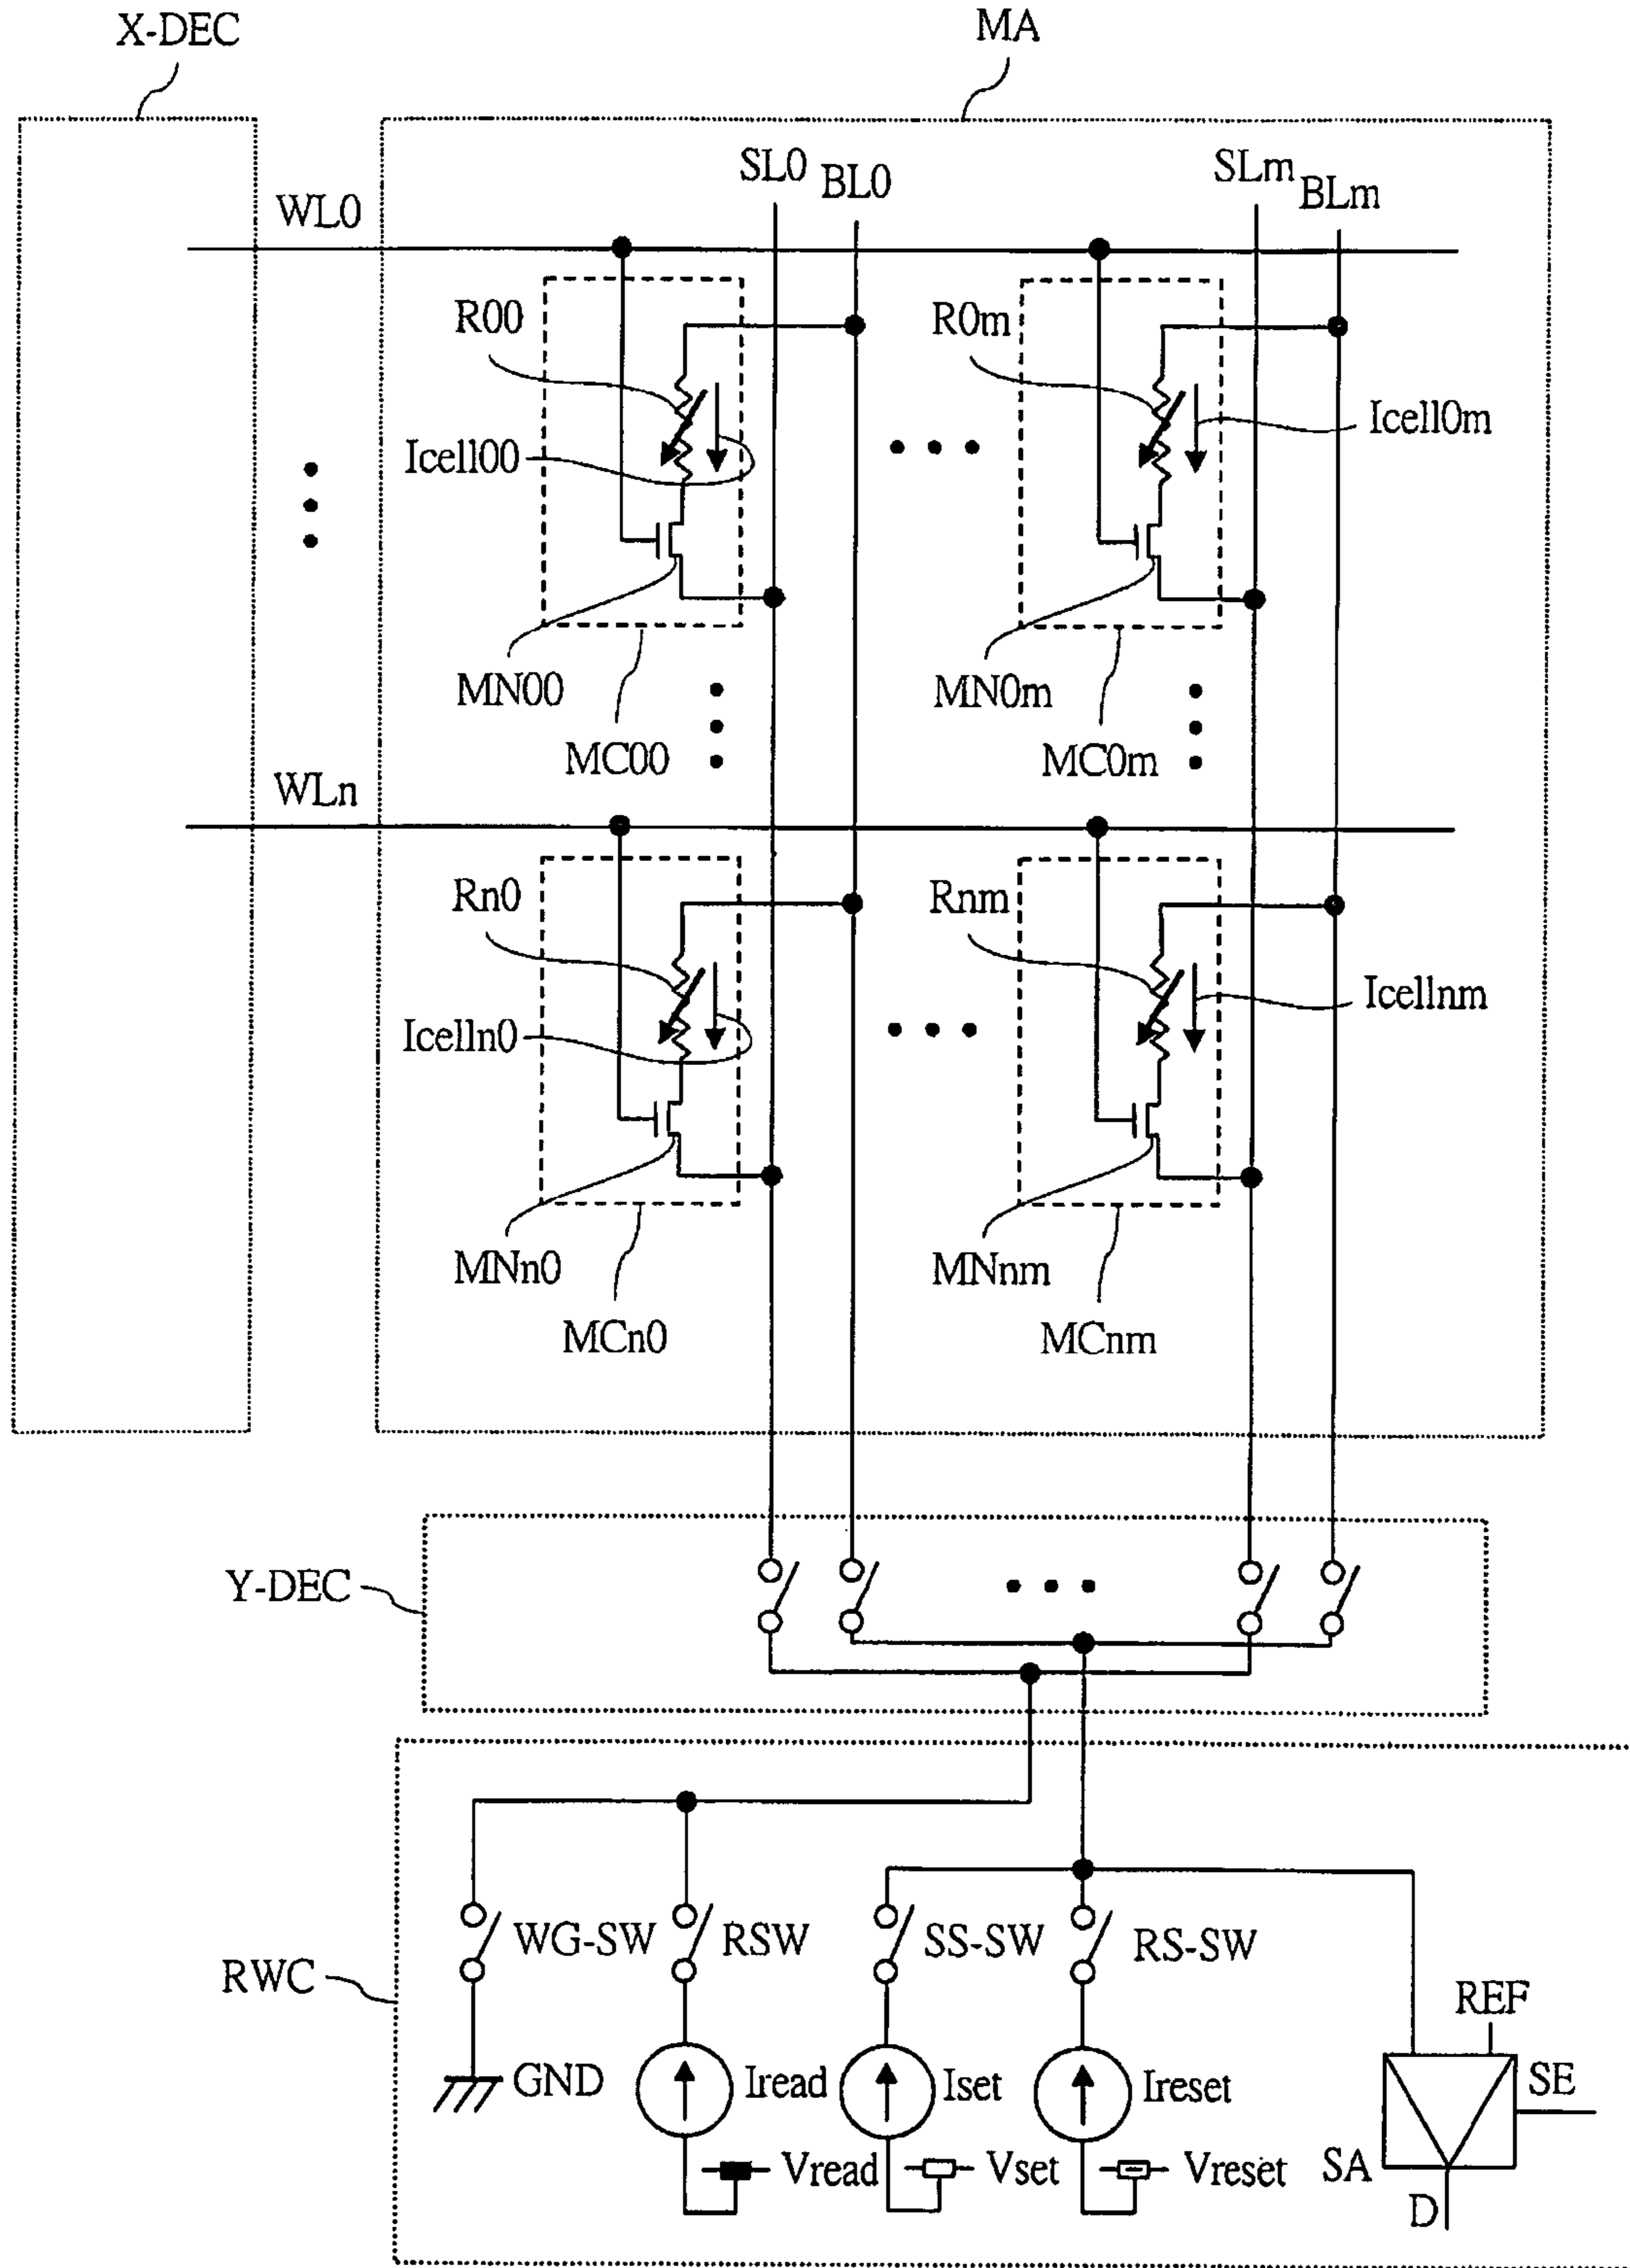 X-DEC
MA
SL0
BL0
SLm
BLm
WL0
R00
R0m
Icell00
Icell0m
MN00
MN0m
MC00
MC0m
WLn
Rn0
Rnm
Icelln0
Icellnm
MNn0
MNnm
MCn0
MCnm
Y-DEC
WG-SW
RSW
SS-SW
RS-SW
RWC
REF
GND
Iread
Iset
Ireset
SE
Vread
Vset
Vreset
SA
D